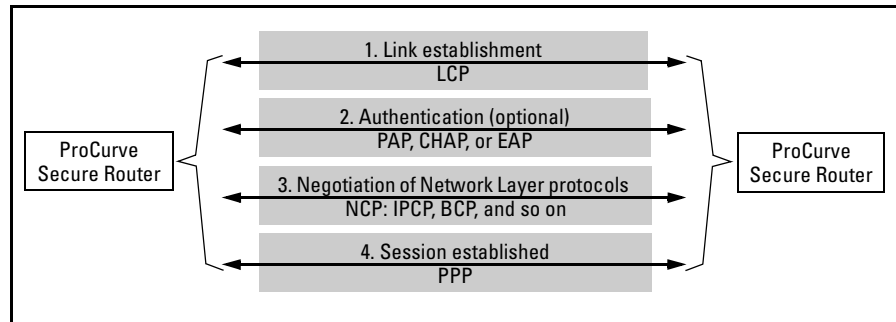 1. Link establishment
LCP
2. Authentication (optional)
PAP, CHAP, or EAP
ProCurve
Secure Router
ProCurve
Secure Router
3. Negotiation of Network Layer protocols
NCP: IPCP, BCP, and so on
4. Session established
PPP